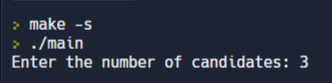 > make -s
> ./main
Enter the number of candidates: 3